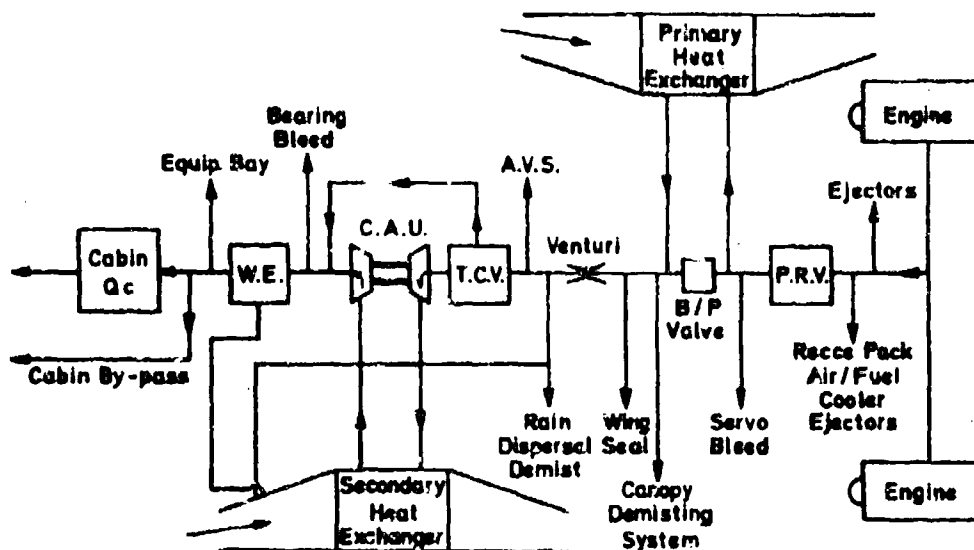 Primary
Heat
Exchanger
Engine
Bearing
Bleed
Equip Bay
A.V.S.
Ejectors
C.A.U.
Venturi
Cabin
Qc
W.E.
T.C.V.
P.R.V.
B/P
Valve
Cabin By-pass
Recce Pack
Air/Fuel
Cooler
Ejectors
Rain
Dispersal
Demist
Wing
Seal
Servo
Bleed
Canopy
Demisting
System
Secondary
Heat
Exchanger
Engine